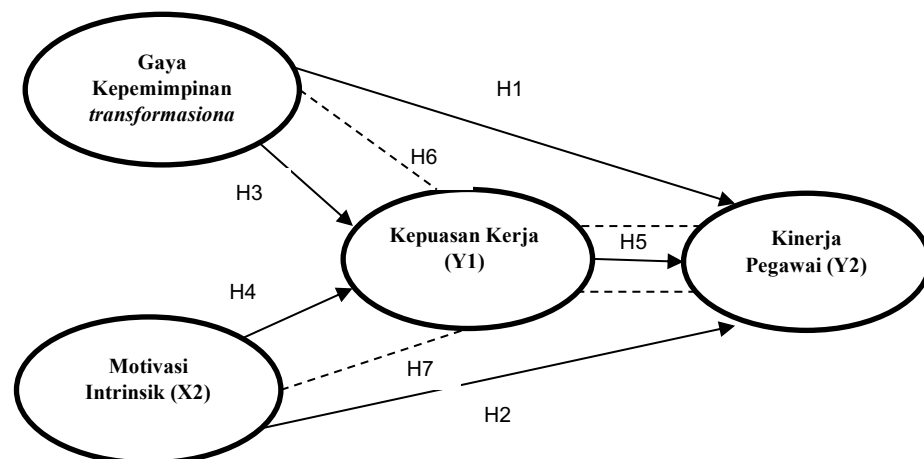 Gaya
Kepemimpinan
transformasiona
H1
H6
H3
Kepuasan Kerja
(Y1)
H5
Kinerja
Pegawai (Y2)
H4
Motivasi
Intrinsik (X2)
H7
H2